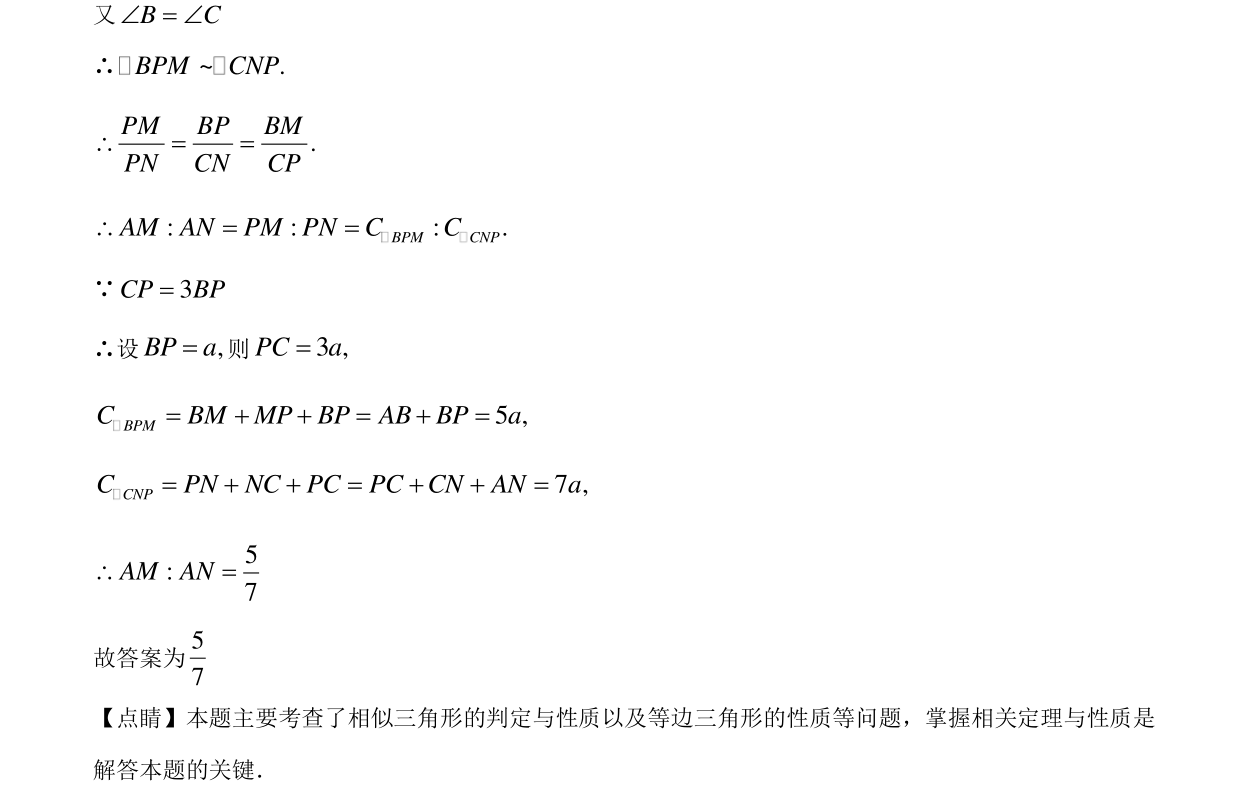 又∠B = ∠C
∴□BPM ~□CNP.
∴ PM/PN = BP/CN = BM/CP .
∴ AM : AN = PM : PN = C□BPM : C□CNP .
∵ CP = 3BP
∴设 BP = a, 则 PC = 3a,
C□BPM = BM + MP + BP = AB + BP = 5a,
C□CNP = PN + NC + PC = PC + CN + AN = 7a,
∴ AM : AN = 5/7
故答案为 5/7
【点睛】本题主要考查了相似三角形的判定与性质以及等边三角形的性质等问题，掌握相关定理与性质是
解答本题的关键．